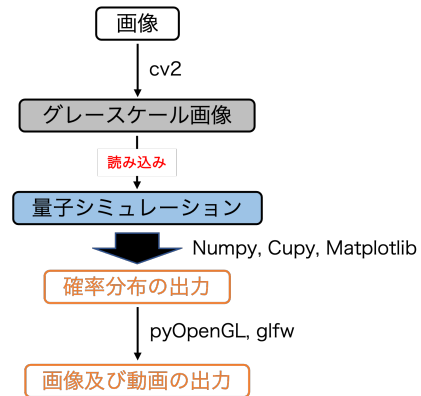 画像
cv2
グレースケール画像
読み込み
量子シミュレーション
Numpy, Cupy, Matplotlib
確率分布の出力
pyOpenGL, glfw
画像及び動画の出力